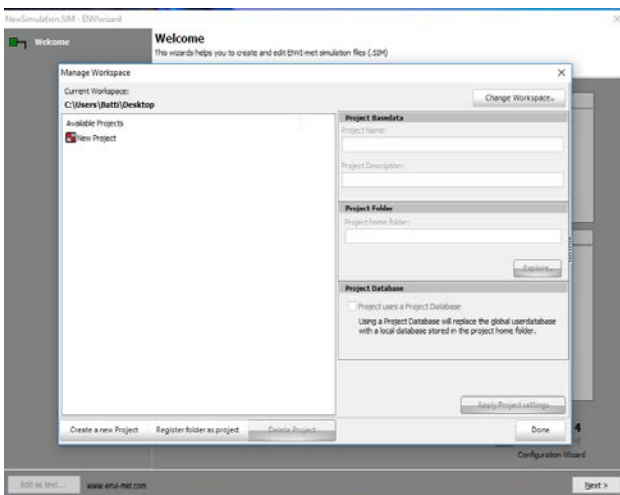 NewSimulation.SIM - ENVIwizard
Welcome
Welcome
This wizards helps you to create and edit ENVI-met simulation files (.SIM)
Manage Workspace
Current Workspace:
C:\Users\Batti\Desktop
Change Workspace..
Available Projects
New Project
Project Basedata
Project Name:
Project Description:
Project Folder
Project home folder:
Explore..
Project Database
Project uses a Project Database
Using a Project Database will replace the global userdatabase
with a local database stored in the project home folder.
Apply Project settings
Create a new Project
Register folder as project
Delete Project
Done
4
Configuration Wizard
Edit as text...
www.envi-met.com
Next >